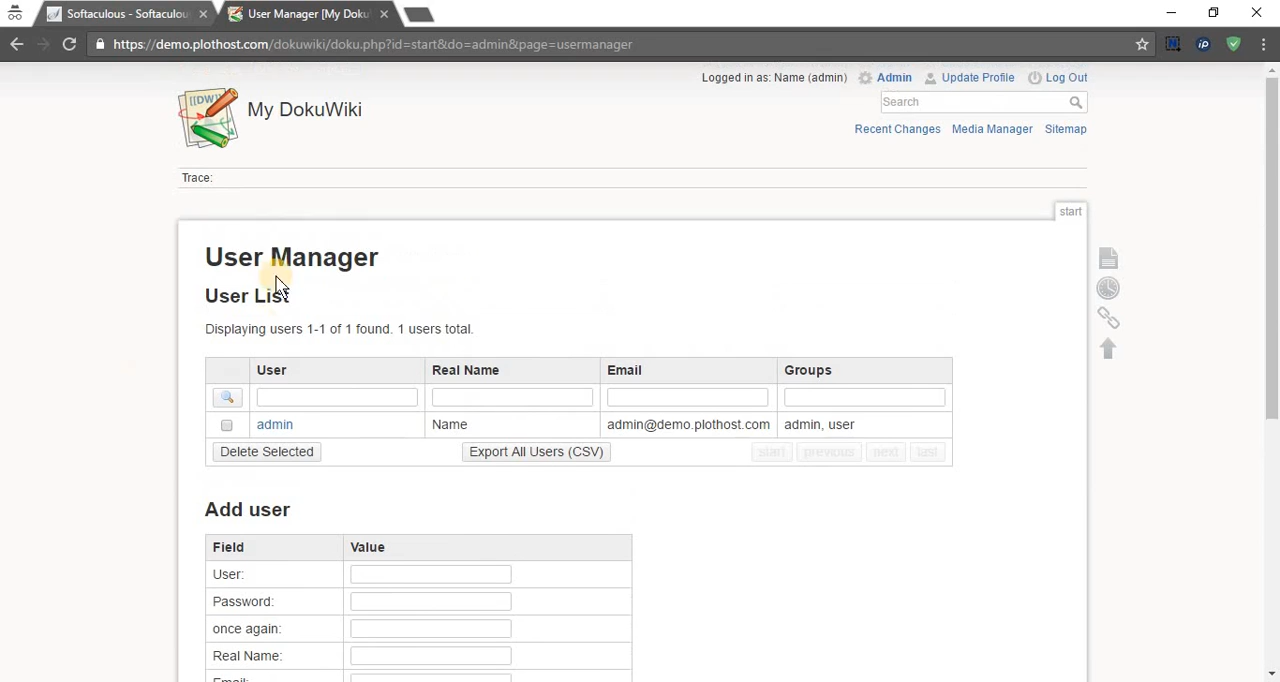 Softaculous - Softaculou
User Manager [My Doku
https://demo.plothost.com/dokuwiki/doku.php?id=start&do=admin&page=usermanager
Logged in as: Name (admin) Admin Update Profile Log Out
[[DW]]
My DokuWiki
Search
Recent Changes Media Manager Sitemap
Trace:
start
User Manager
User List
Displaying users 1-1 of 1 found. 1 users total.
User Real Name Email Groups
admin Name admin@demo.plothost.com admin, user
Delete Selected Export All Users (CSV) start previous next last
Add user
Field Value
User:
Password:
once again:
Real Name:
Email: